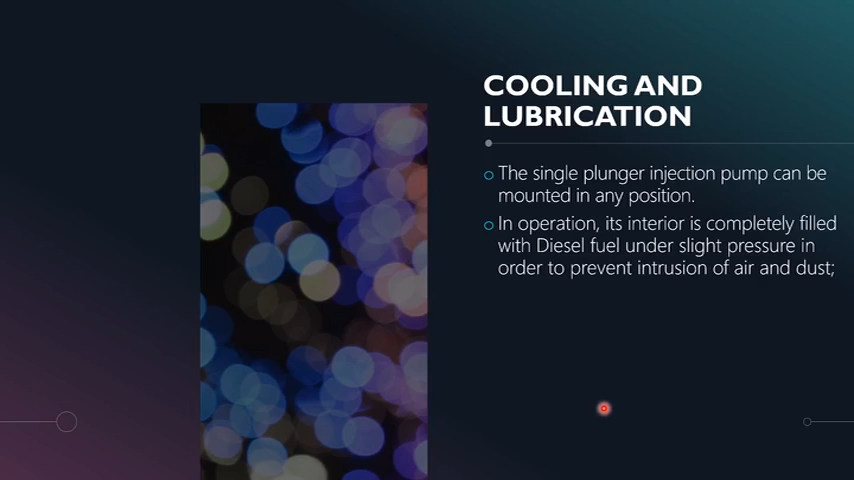 COOLING AND
LUBRICATION
The single plunger injection pump can be
mounted in any position.
In operation, its interior is completely filled
with Diesel fuel under slight pressure in
order to prevent intrusion of air and dust;